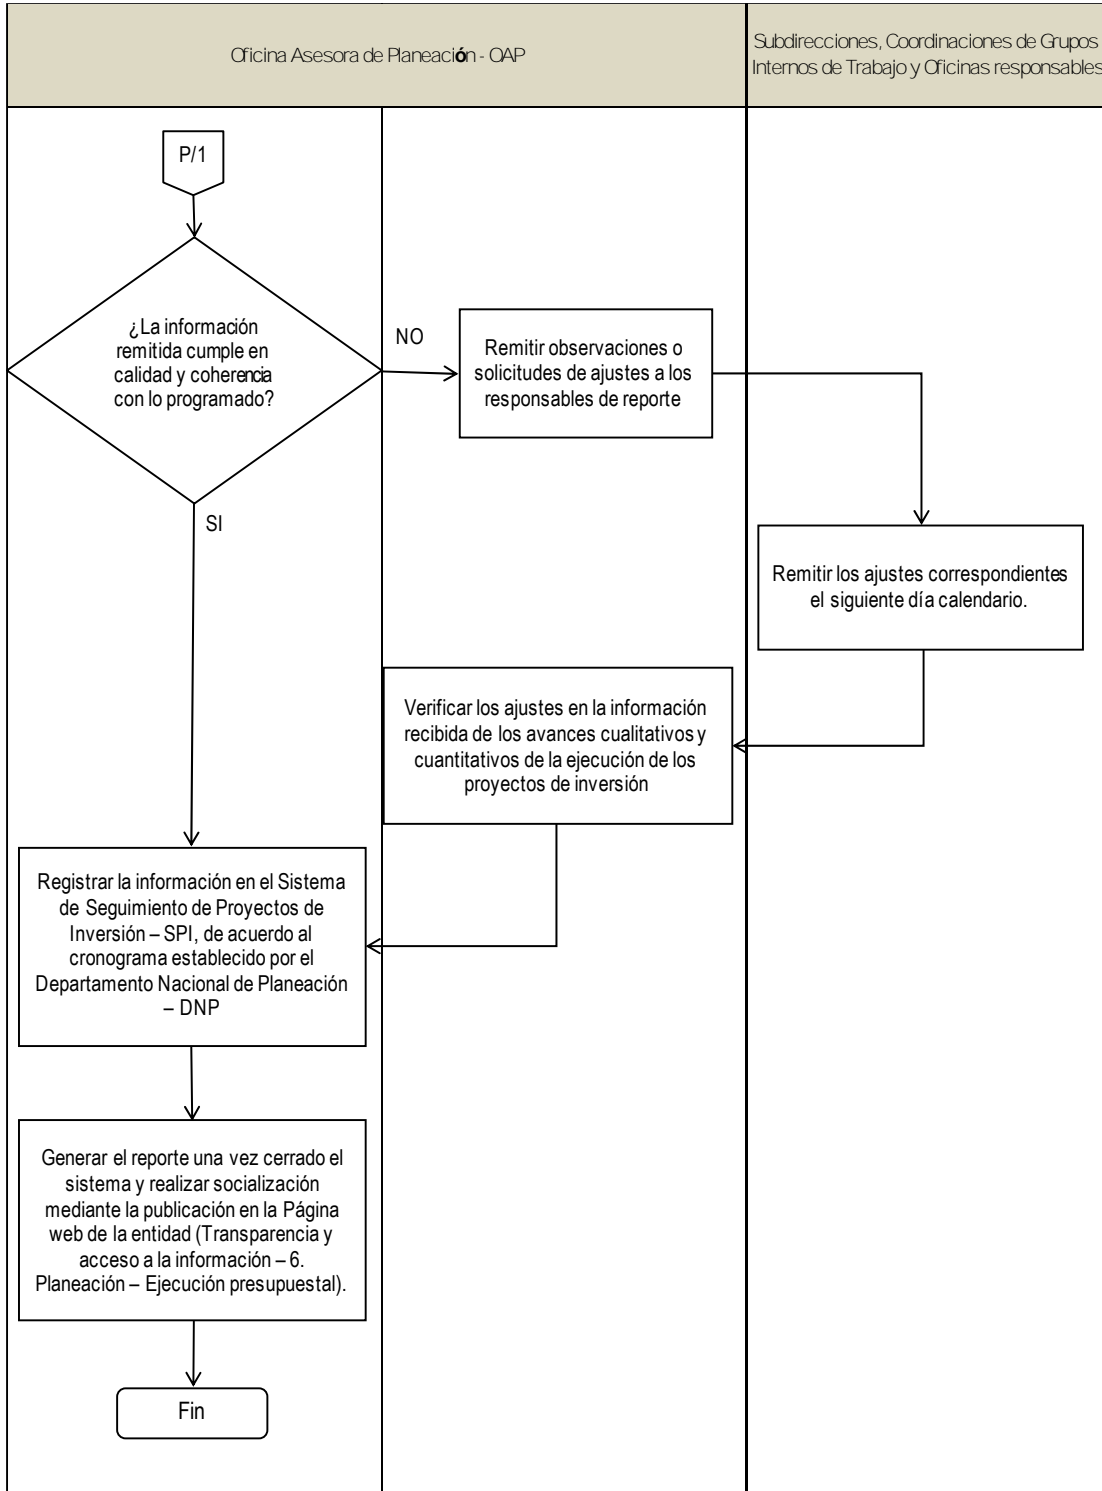 Oficina Asesora de Planeación - OAP
Subdirecciones, Coordinaciones de Grupos
Internos de Trabajo y Oficinas responsables
P/1
¿La información
remitida cumple en
calidad y coherencia
con lo programado?
NO
Remitir observaciones o
solicitudes de ajustes a los
responsables de reporte
SI
Remitir los ajustes correspondientes
el siguiente día calendario.
Verificar los ajustes en la información
recibida de los avances cualitativos y
cuantitativos de la ejecución de los
proyectos de inversión
Registrar la información en el Sistema
de Seguimiento de Proyectos de
Inversión – SPI, de acuerdo al
cronograma establecido por el
Departamento Nacional de Planeación
– DNP
Generar el reporte una vez cerrado el
sistema y realizar socialización
mediante la publicación en la Página
web de la entidad (Transparencia y
acceso a la información – 6.
Planeación – Ejecución presupuestal).
Fin